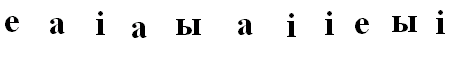 е а і а ы а і і е ы і